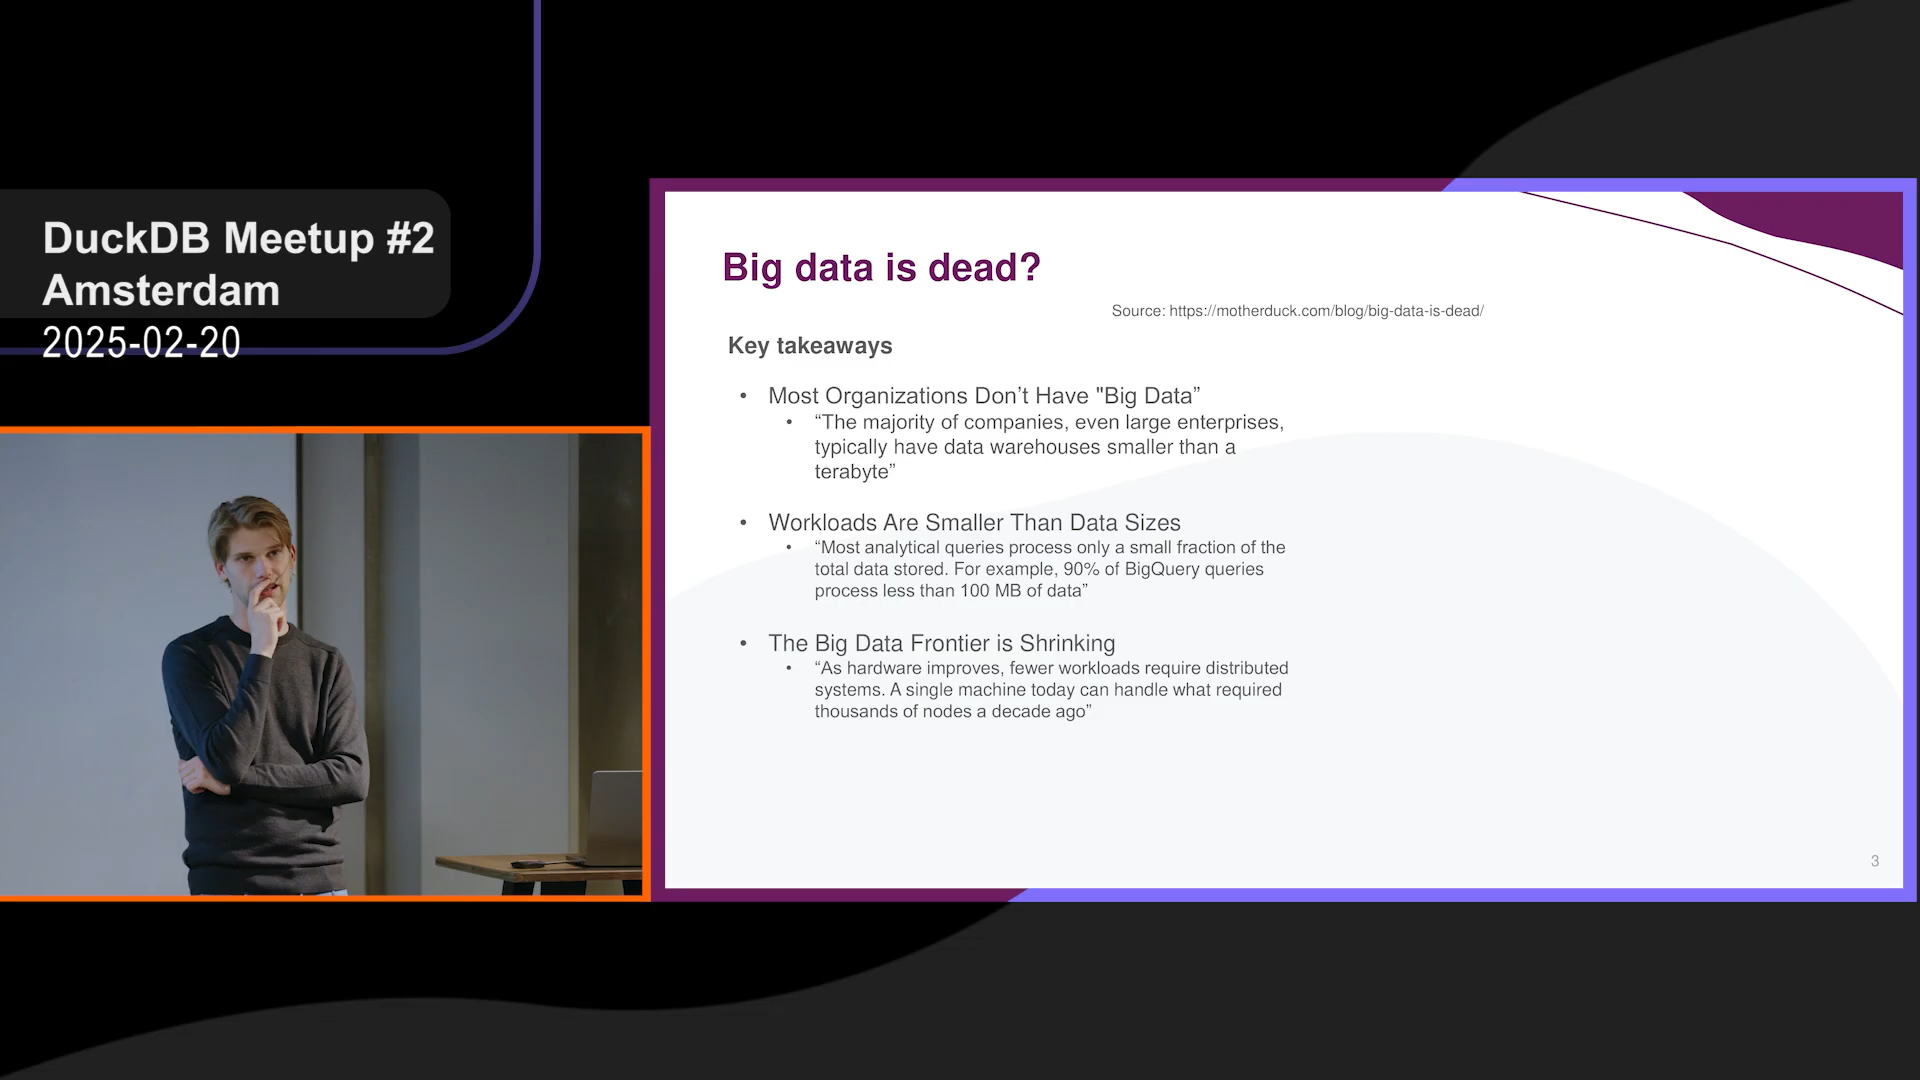 DuckDB Meetup #2
Amsterdam
2025-02-20
Big data is dead?
Source: https://motherduck.com/blog/big-data-is-dead/
Key takeaways
• Most Organizations Don’t Have "Big Data”
• “The majority of companies, even large enterprises,
typically have data warehouses smaller than a
terabyte”
• Workloads Are Smaller Than Data Sizes
• “Most analytical queries process only a small fraction of the
total data stored. For example, 90% of BigQuery queries
process less than 100 MB of data”
• The Big Data Frontier is Shrinking
• “As hardware improves, fewer workloads require distributed
systems. A single machine today can handle what required
thousands of nodes a decade ago”
3